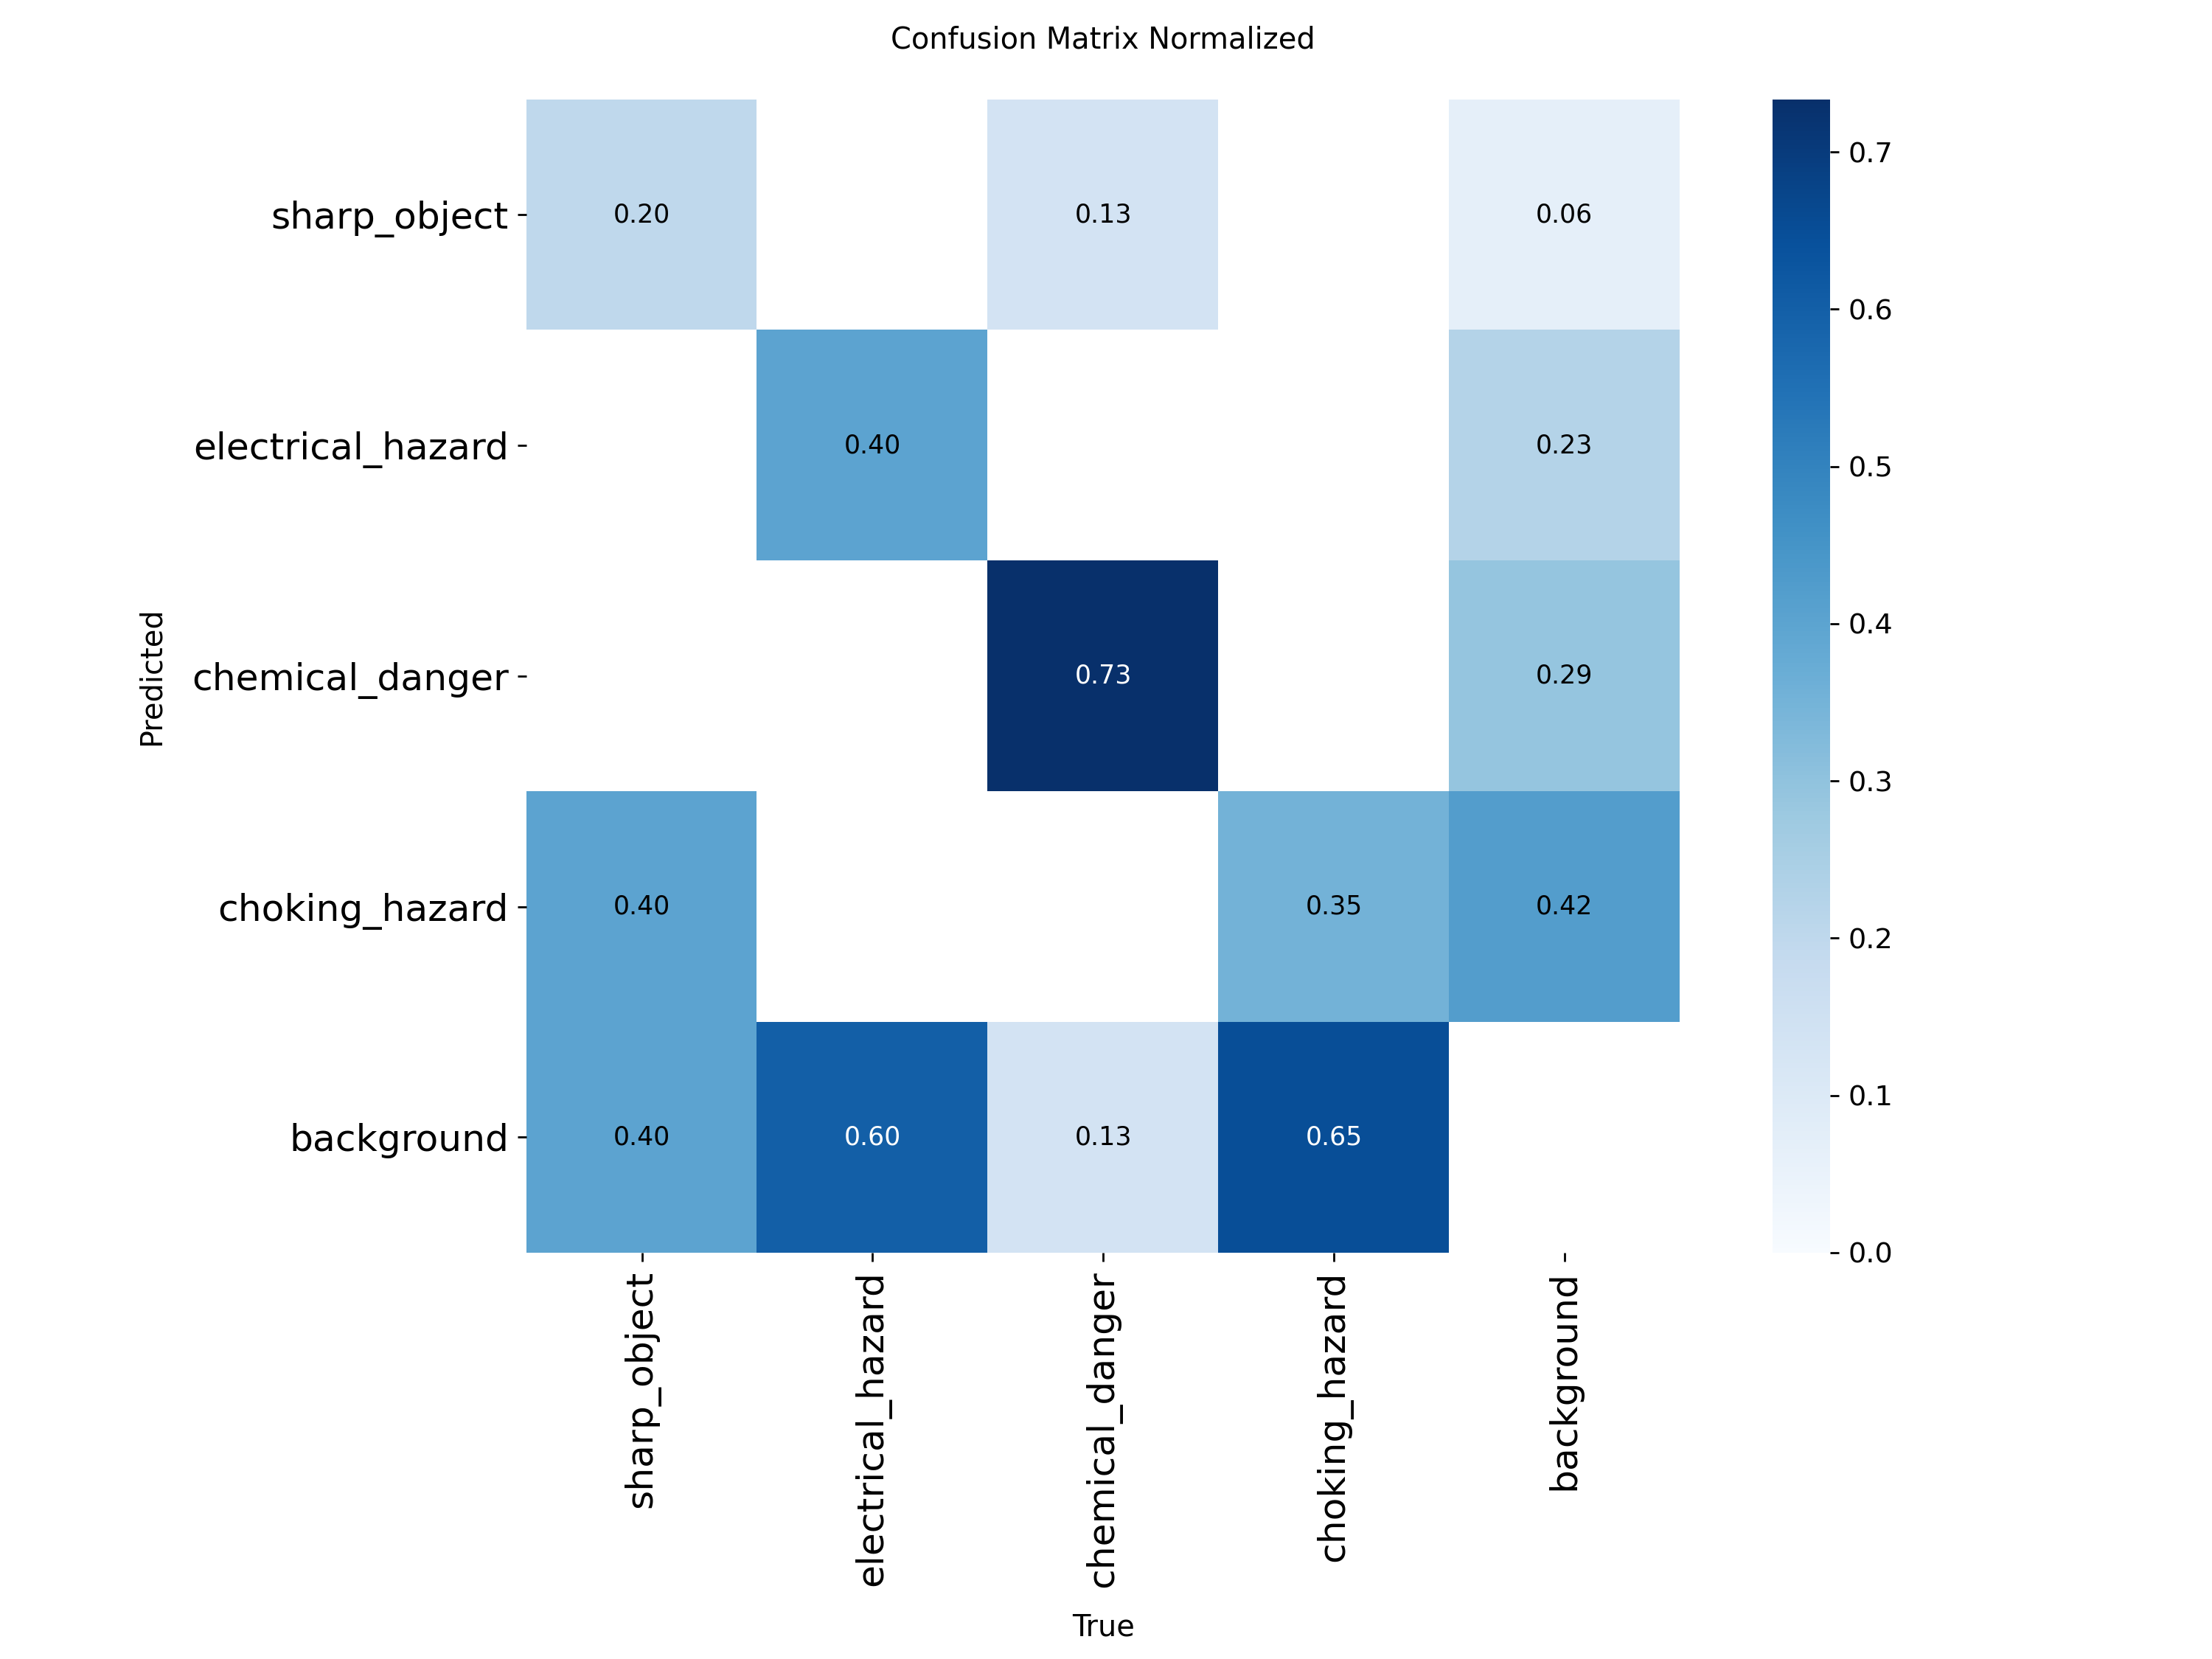 Confusion Matrix Normalized
sharp_object 0.20 0.13 0.06
electrical_hazard 0.40 0.23
chemical_danger 0.73 0.29
choking_hazard 0.40 0.35 0.42
background 0.40 0.60 0.13 0.65
Predicted
sharp_object
electrical_hazard
chemical_danger
choking_hazard
background
True
0.7
0.6
0.5
0.4
0.3
0.2
0.1
0.0